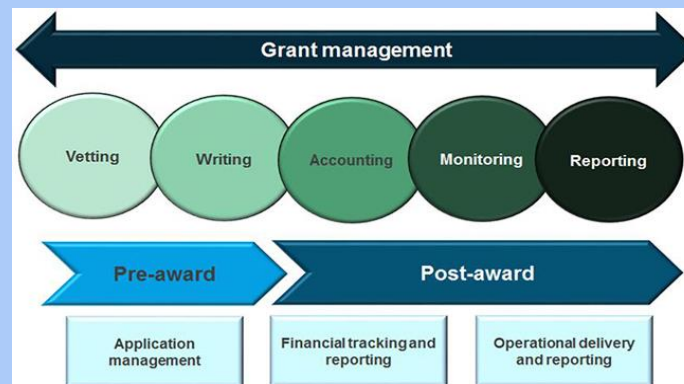 Grant management
Vetting
Writing
Accounting
Monitoring
Reporting
Pre-award
Post-award
Application
management
Financial tracking and
reporting
Operational delivery
and reporting